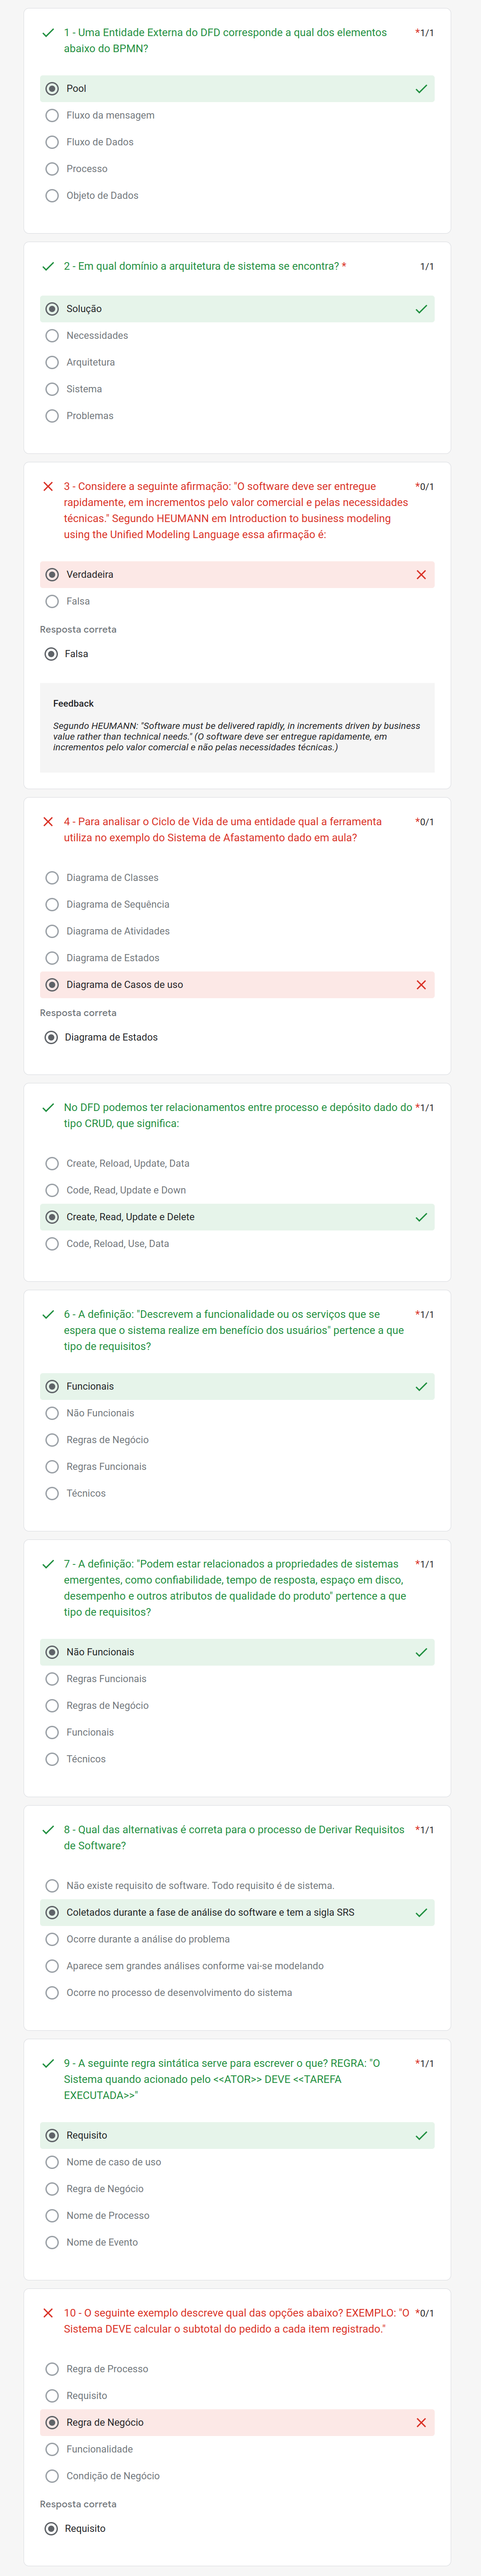 1 - Uma Entidade Externa do DFD corresponde a qual dos elementos *1/1
abaixo do BPMN?
Pool
Fluxo da mensagem
Fluxo de Dados
Processo
Objeto de Dados
2 - Em qual domínio a arquitetura de sistema se encontra? * 1/1
Solução
Necessidades
Arquitetura
Sistema
Problemas
3 - Considere a seguinte afirmação: "O software deve ser entregue *0/1
rapidamente, em incrementos pelo valor comercial e pelas necessidades
técnicas." Segundo HEUMANN em Introduction to business modeling
using the Unified Modeling Language essa afirmação é:
Verdadeira
Falsa
Resposta correta
Falsa
Feedback
Segundo HEUMANN: "Software must be delivered rapidly, in increments driven by business
value rather than technical needs." (O software deve ser entregue rapidamente, em
incrementos pelo valor comercial e não pelas necessidades técnicas.)
4 - Para analisar o Ciclo de Vida de uma entidade qual a ferramenta *0/1
utiliza no exemplo do Sistema de Afastamento dado em aula?
Diagrama de Classes
Diagrama de Sequência
Diagrama de Atividades
Diagrama de Estados
Diagrama de Casos de uso
Resposta correta
Diagrama de Estados
No DFD podemos ter relacionamentos entre processo e depósito dado do *1/1
tipo CRUD, que significa:
Create, Reload, Update, Data
Code, Read, Update e Down
Create, Read, Update e Delete
Code, Reload, Use, Data
6 - A definição: "Descrevem a funcionalidade ou os serviços que se *1/1
espera que o sistema realize em benefício dos usuários" pertence a que
tipo de requisitos?
Funcionais
Não Funcionais
Regras de Negócio
Regras Funcionais
Técnicos
7 - A definição: "Podem estar relacionados a propriedades de sistemas *1/1
emergentes, como confiabilidade, tempo de resposta, espaço em disco,
desempenho e outros atributos de qualidade do produto" pertence a que
tipo de requisitos?
Não Funcionais
Regras Funcionais
Regras de Negócio
Funcionais
Técnicos
8 - Qual das alternativas é correta para o processo de Derivar Requisitos *1/1
de Software?
Não existe requisito de software. Todo requisito é de sistema.
Coletados durante a fase de análise do software e tem a sigla SRS
Ocorre durante a análise do problema
Aparece sem grandes análises conforme vai-se modelando
Ocorre no processo de desenvolvimento do sistema
9 - A seguinte regra sintática serve para escrever o que? REGRA: "O *1/1
Sistema quando acionado pelo <<ATOR>> DEVE <<TAREFA
EXECUTADA>>"
Requisito
Nome de caso de uso
Regra de Negócio
Nome de Processo
Nome de Evento
10 - O seguinte exemplo descreve qual das opções abaixo? EXEMPLO: "O *0/1
Sistema DEVE calcular o subtotal do pedido a cada item registrado."
Regra de Processo
Requisito
Regra de Negócio
Funcionalidade
Condição de Negócio
Resposta correta
Requisito